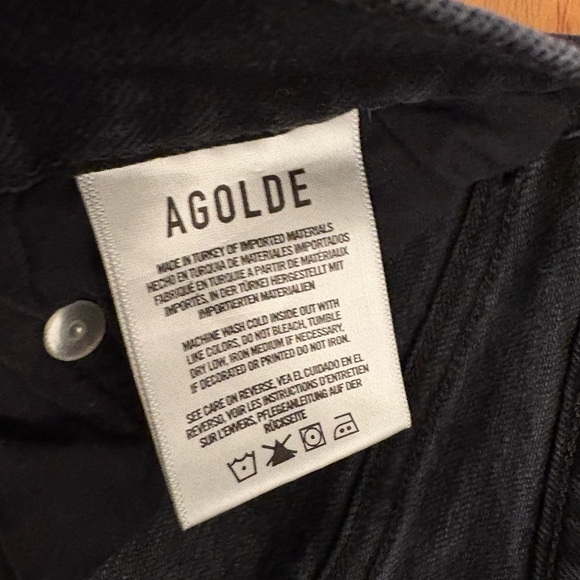 AGOLDE
MADE IN TURKEY OF IMPORTED MATERIALS
HECHO EN TURQUIA DE MATERIALES IMPORTADOS
FABRIQUÉ EN TURQUIE A PARTIR DE MATÉRIAUX
IMPORTÉS, IN DER TÜRKEI HERGESTELLT MIT
IMPORTIERTEN MATERIALIEN
MACHINE WASH COLD INSIDE OUT WITH
LIKE COLORS, DO NOT BLEACH, TUMBLE
DRY LOW, IRON MEDIUM IF NECESSARY.
IF DECORATED OR PRINTED DO NOT IRON.
SEE CARE ON REVERSE, VEA EL CUIDADO EN EL
REVERSO, VOIR LES INSTRUCTIONS D'ENTRETIEN
SUR L'ENVERS, PFLEGEANLEITUNG AUF DER
RÜCKSEITE